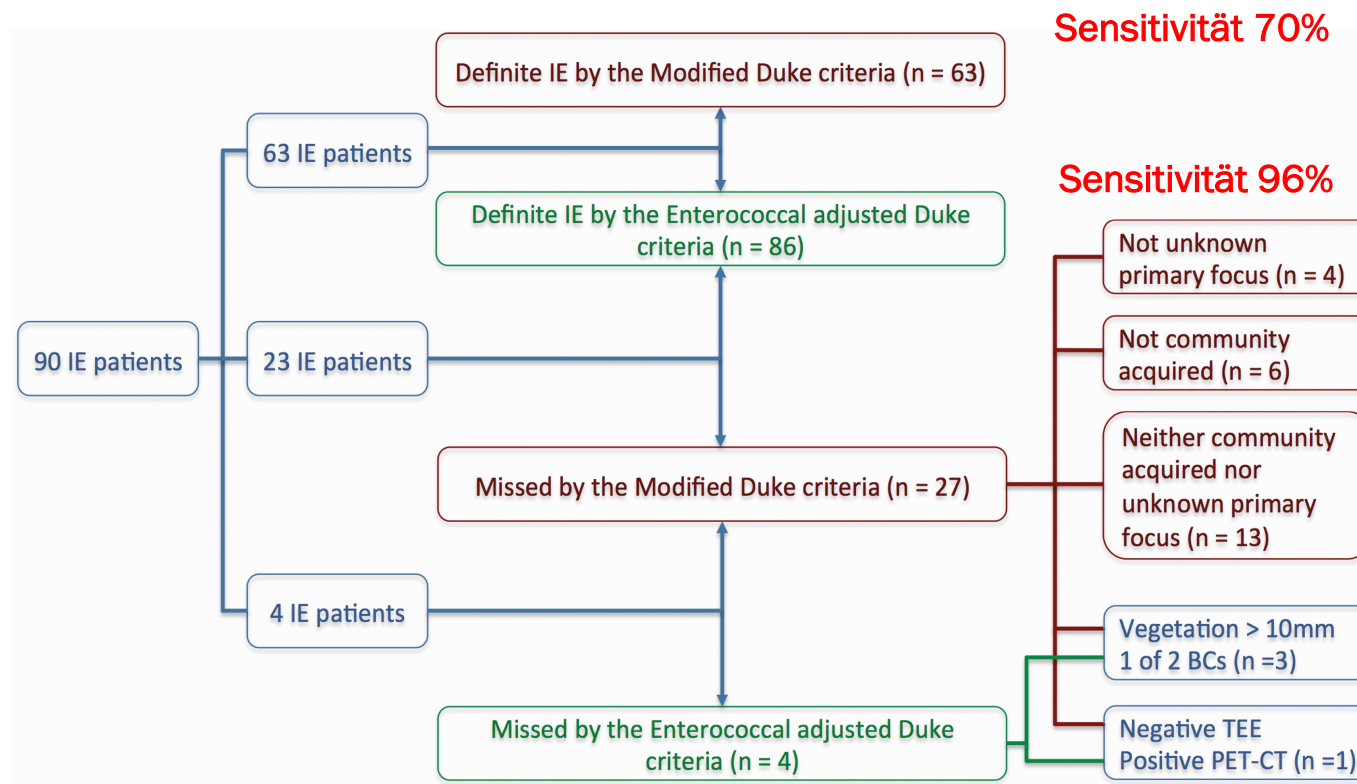 Sensitivität 70%
Definite IE by the Modified Duke criteria (n = 63)
63 IE patients
Sensitivität 96%
Definite IE by the Enterococcal adjusted Duke
criteria (n = 86)
Not unknown
primary focus (n = 4)
90 IE patients
23 IE patients
Not community
acquired (n = 6)
Missed by the Modified Duke criteria (n = 27)
Neither community
acquired nor
unknown primary
focus (n = 13)
4 IE patients
Vegetation > 10mm
1 of 2 BCs (n =3)
Missed by the Enterococcal adjusted Duke
criteria (n = 4)
Negative TEE
Positive PET-CT (n =1)